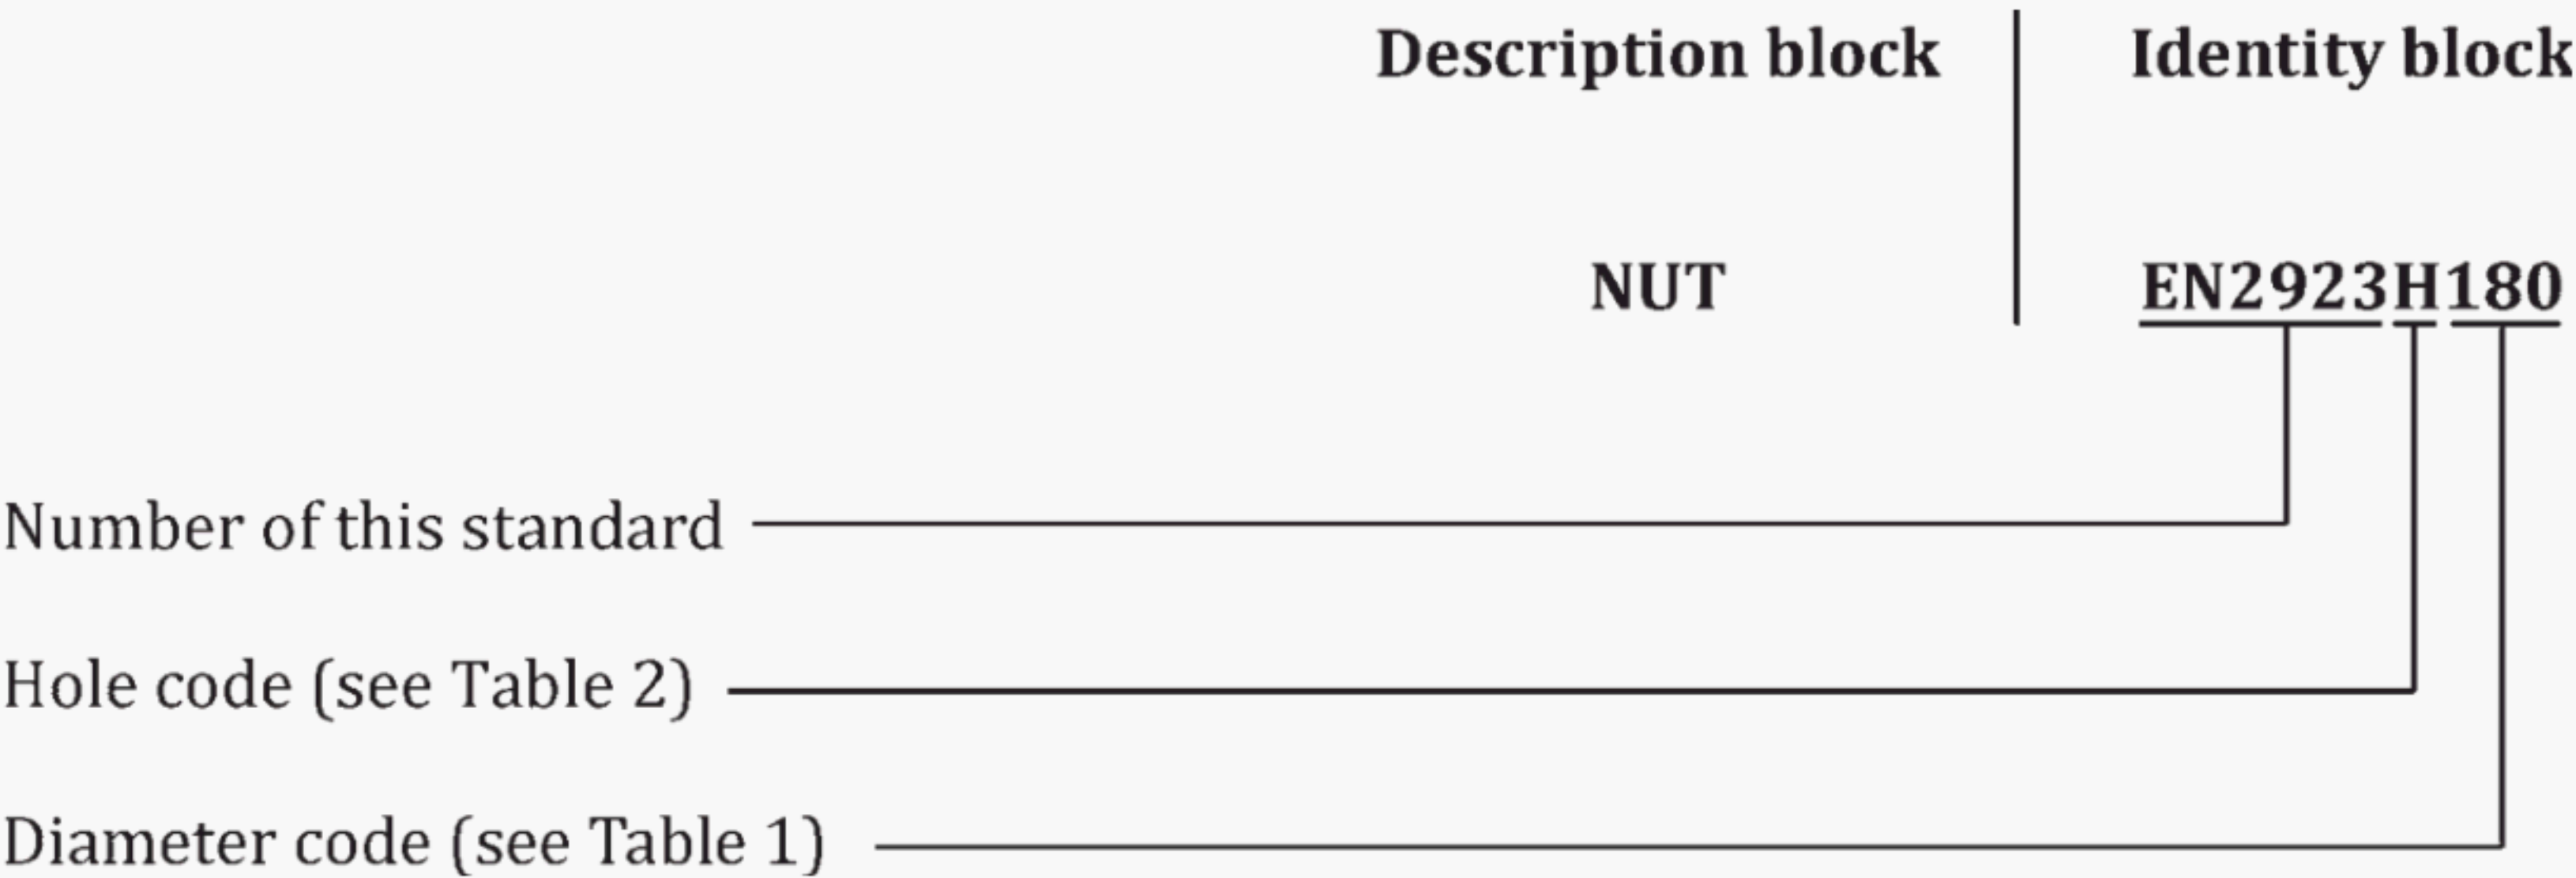 Description block Identity block
NUT EN2923H180
Number of this standard
Hole code (see Table 2)
Diameter code (see Table 1)